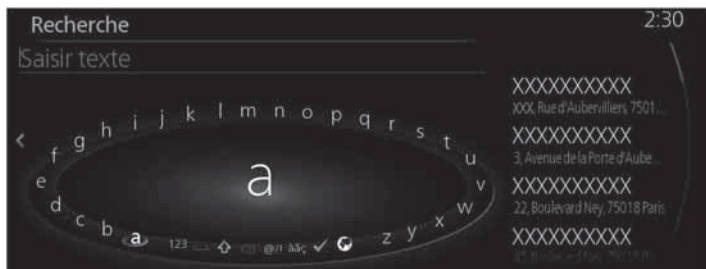 Recherche
2:30
Saisir texte
a b c d e f g h i j k l m n o p q r s t u v w x y z
a
123 @/! àâç
XXXXXXXXXX
XXX, Rue d'Aubervilliers, 7501...
XXXXXXXXXX
3, Avenue de la Porte d'Aube...
XXXXXXXXXX
22, Boulevard Ney, 75018 Paris
XXXXXXXXXX